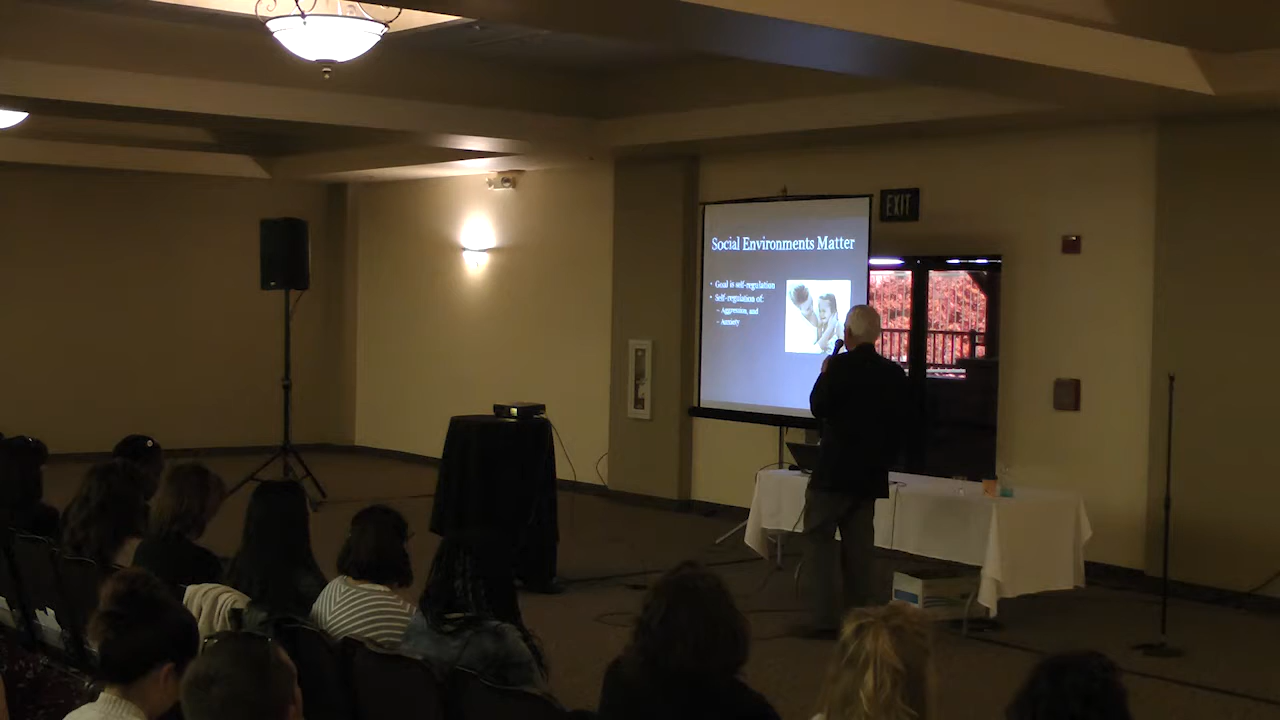 EXIT
Social Environments Matter
• Goal is self-regulation
• Self-regulation of:
– Aggression, and
– Anxiety